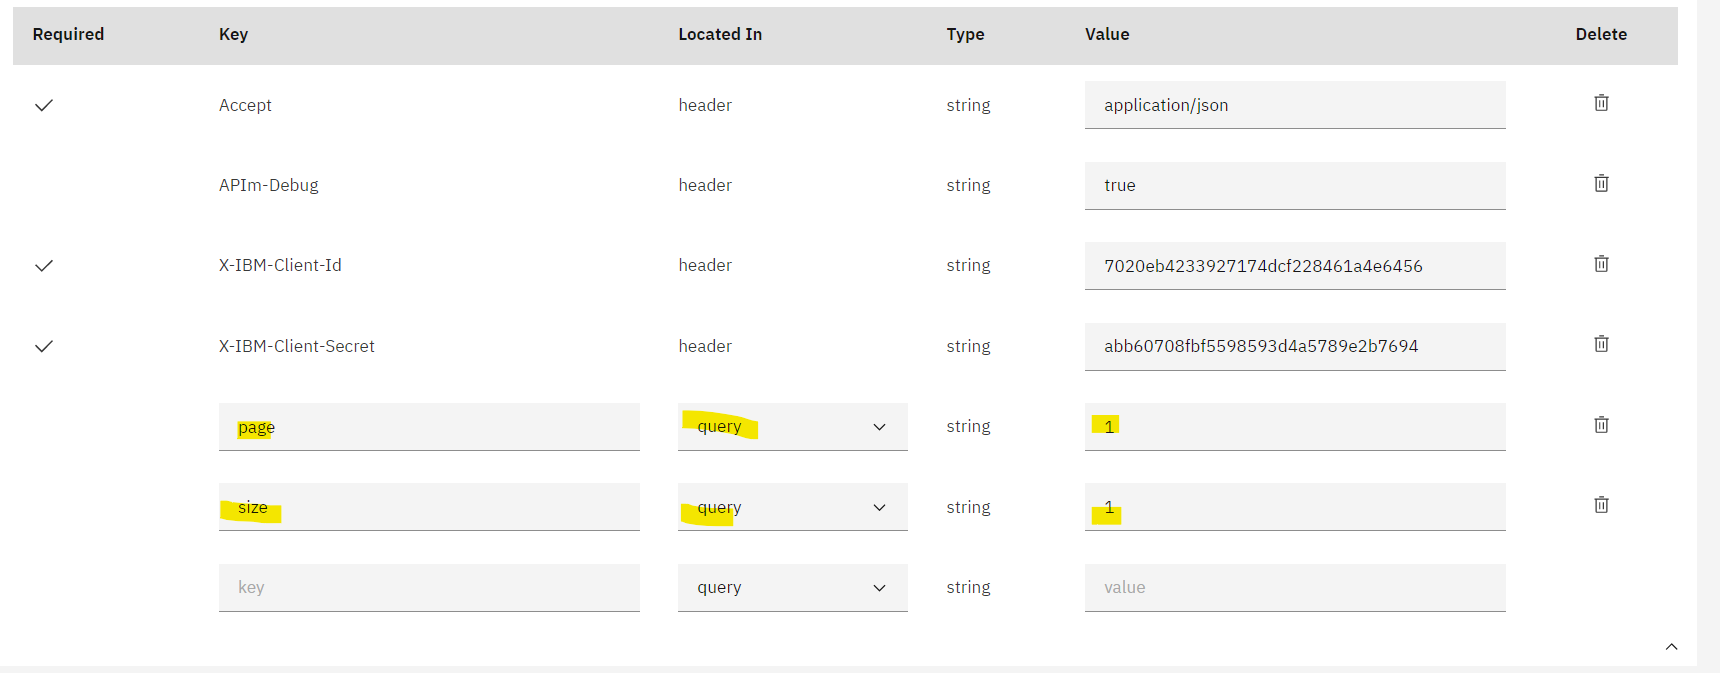 Required Key Located In Type Value Delete
Accept header string application/json
APIm-Debug header string true
X-IBM-Client-Id header string 7020eb4233927174dcf228461a4e6456
X-IBM-Client-Secret header string abb60708fbf5598593d4a5789e2b7694
page query string 1
size query string 1
key query string value